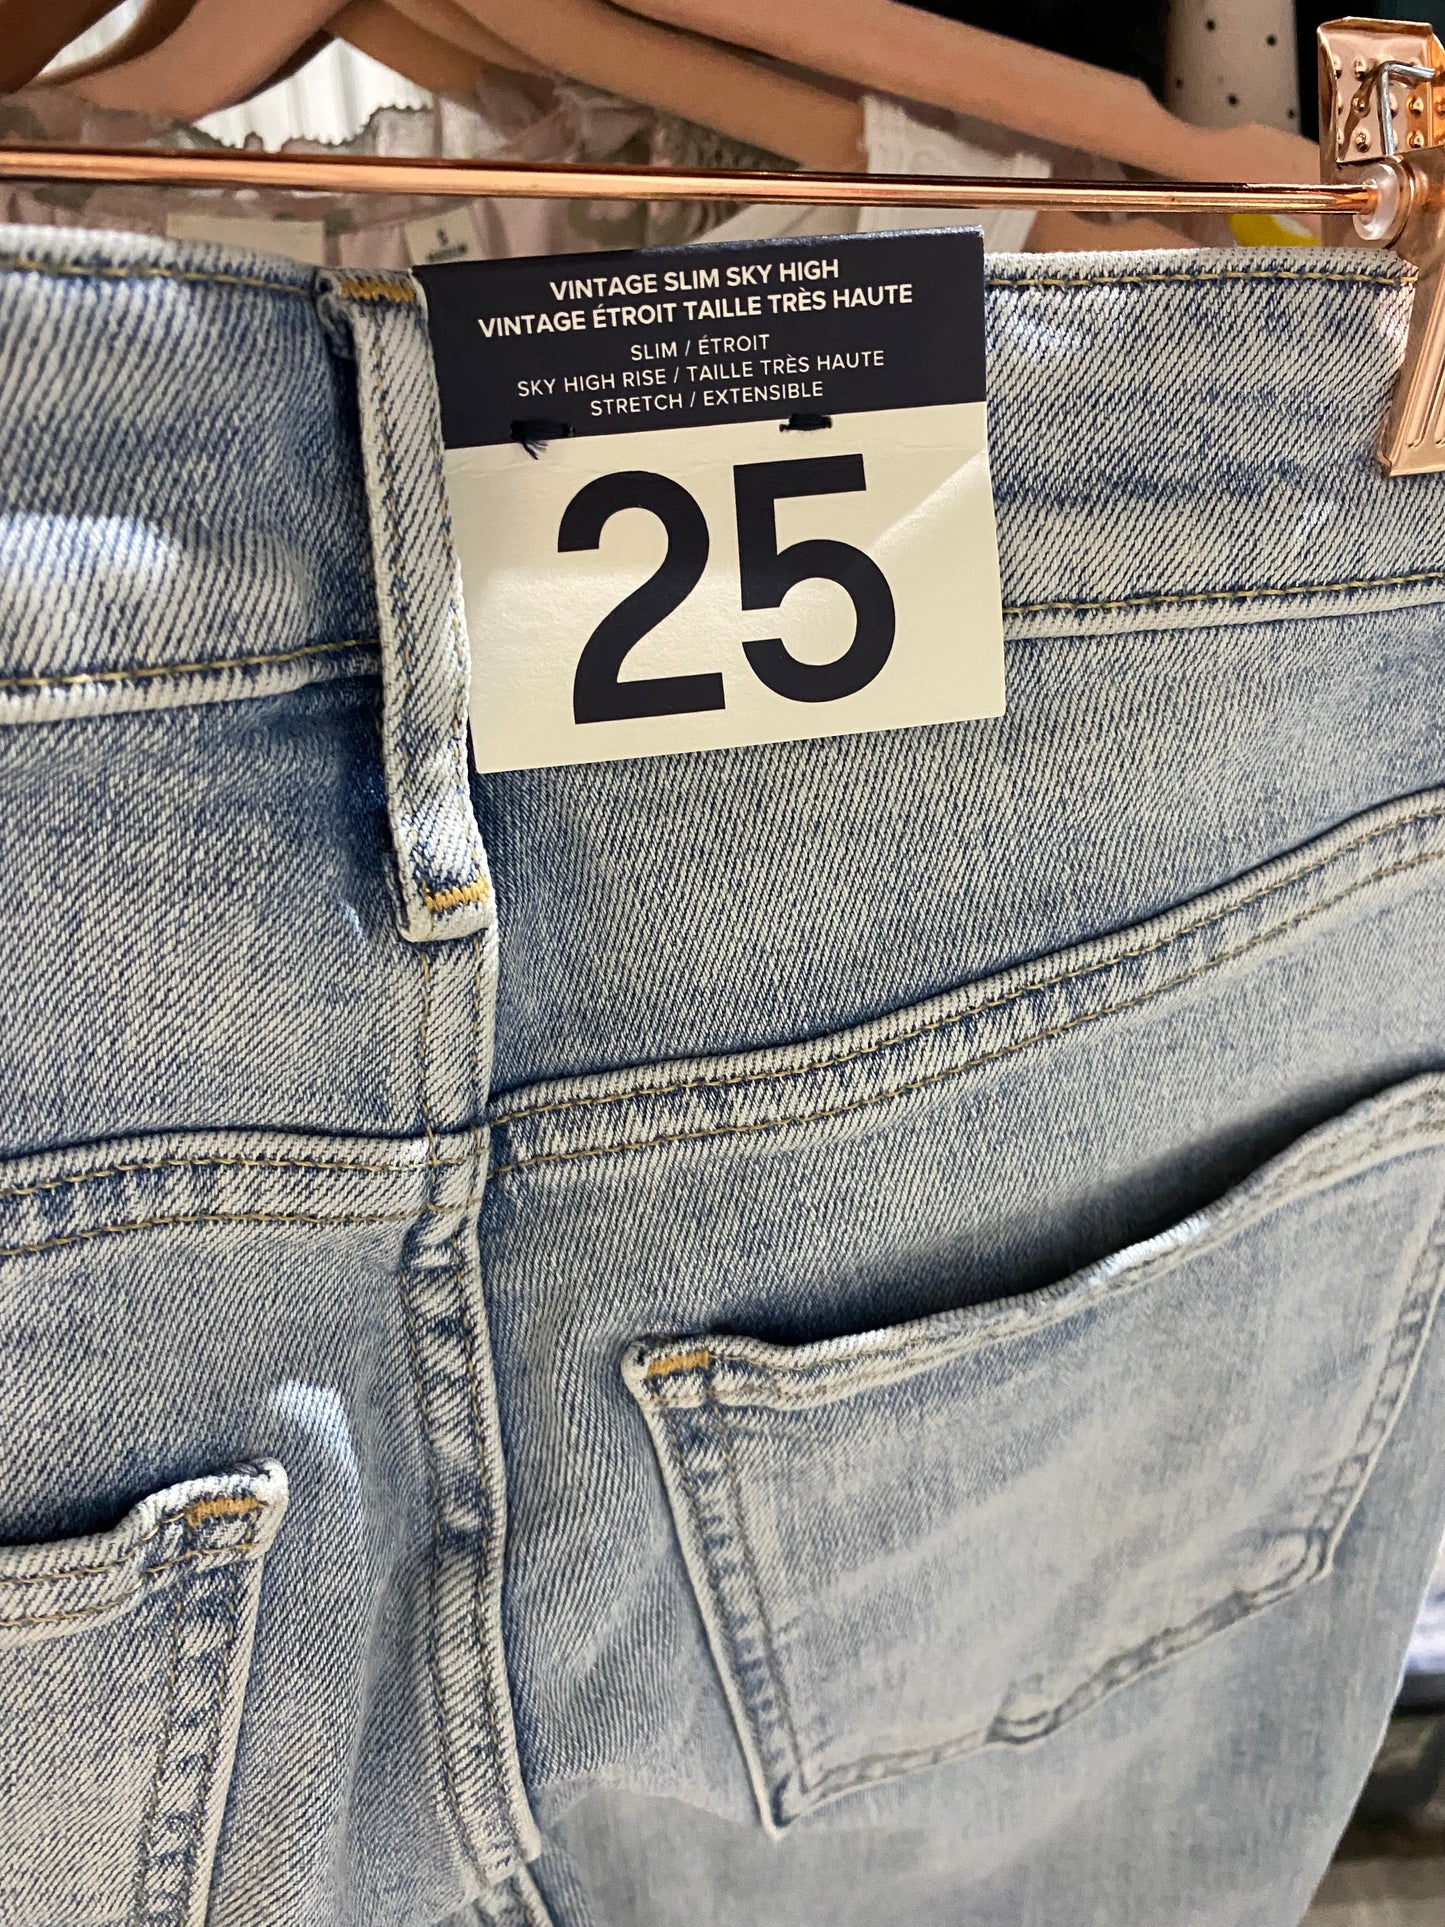 VINTAGE SLIM SKY HIGH
VINTAGE ÉTROIT TAILLE TRÈS HAUTE
SLIM / ÉTROIT
SKY HIGH RISE / TAILLE TRÈS HAUTE
STRETCH / EXTENSIBLE
25